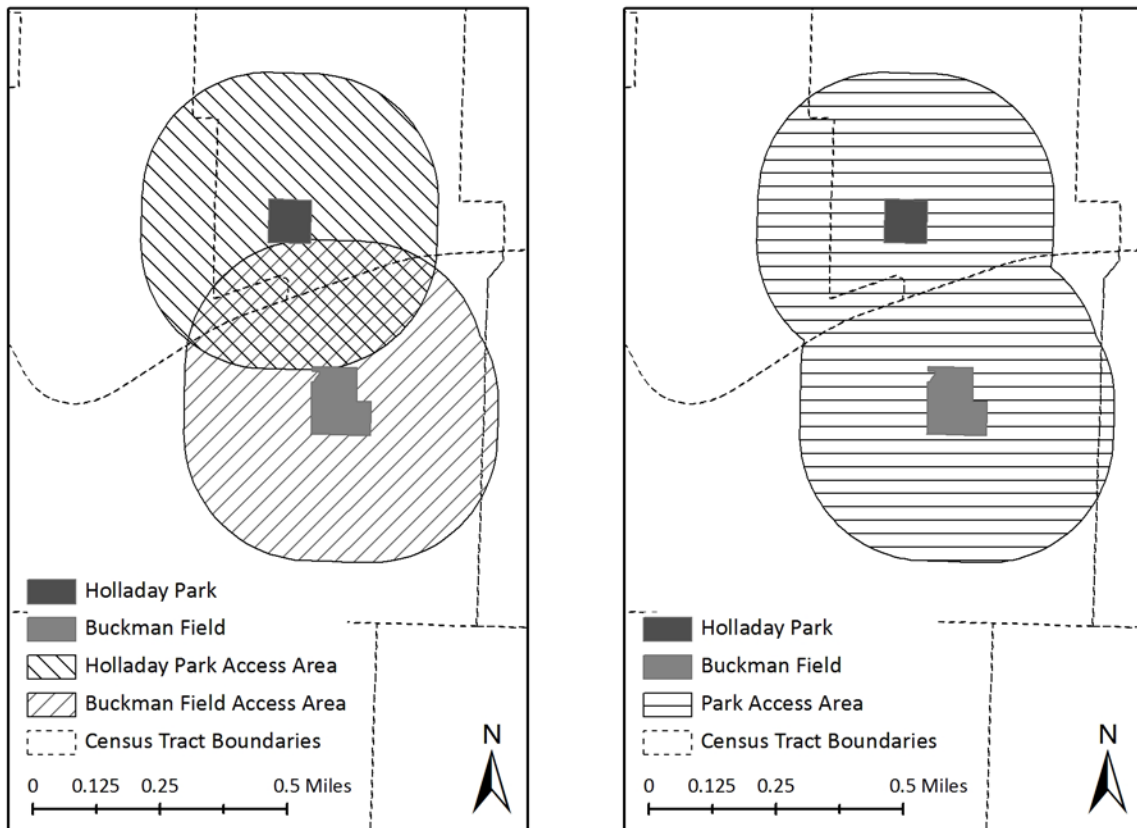 Holladay Park
Buckman Field
Holladay Park Access Area
Buckman Field Access Area
Census Tract Boundaries
N
0 0.125 0.25 0.5 Miles
Holladay Park
Buckman Field
Park Access Area
Census Tract Boundaries
N
0 0.125 0.25 0.5 Miles